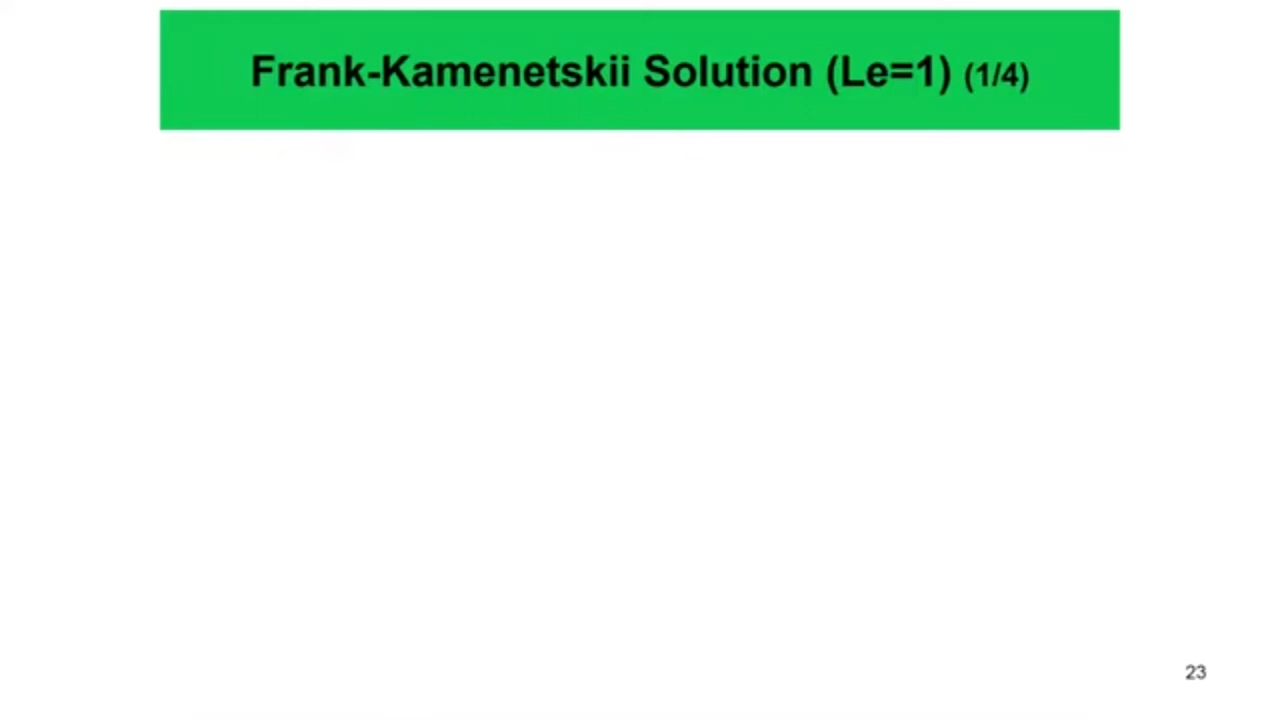 Frank-Kamenetskii Solution (Le=1) (1/4)
23